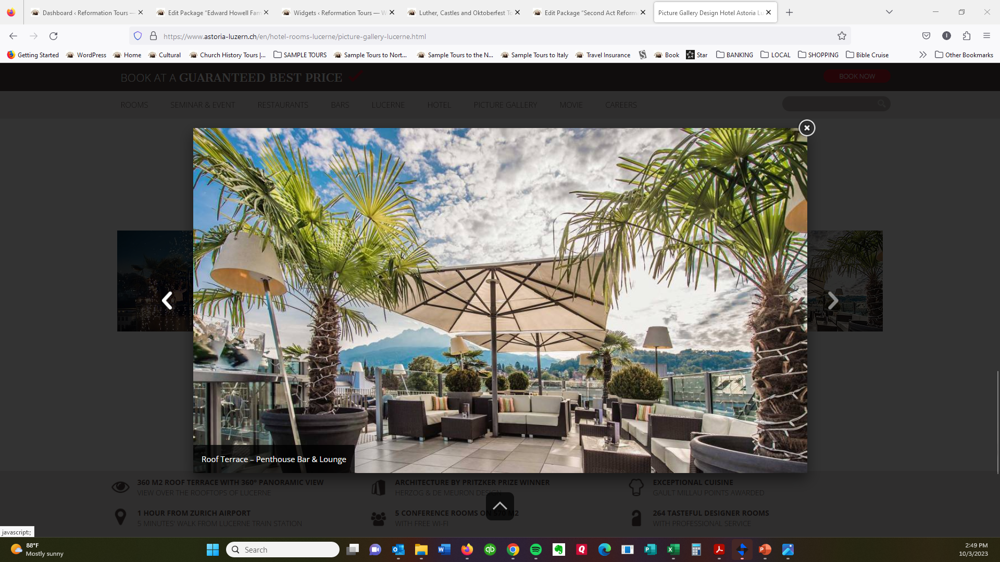 Dashboard ‹ Reformation Tours —
Edit Package “Edward Howell Fam
Widgets ‹ Reformation Tours — W
Luther, Castles and Oktoberfest To
Edit Package “Second Act Reforma
Picture Gallery Design Hotel Astoria Lu
https://www.astoria-luzern.ch/en/hotel-rooms-lucerne/picture-gallery-lucerne.html
Getting Started
WordPress
Home
Cultural
Church History Tours |...
SAMPLE TOURS
Sample Tours to Nort...
Sample Tours to the N...
Sample Tours to Italy
Travel Insurance
Book
Star
BANKING
LOCAL
SHOPPING
Bible Cruise
Other Bookmarks
BOOK AT A GUARANTEED BEST PRICE
BOOK NOW
ROOMS
SEMINAR & EVENT
RESTAURANTS
BARS
LUCERNE
HOTEL
PICTURE GALLERY
MOVIE
CAREERS
Roof Terrace – Penthouse Bar & Lounge
360 M2 ROOF TERRACE WITH 360° PANORAMIC VIEW
VIEW OVER THE ROOFTOPS OF LUCERNE
ARCHITECTURE BY PRITZKER PRIZE WINNER
HERZOG & DE MEURON DESIGN
EXCEPTIONAL CUISINE
GAULT MILLAU POINTS AWARDED
1 HOUR FROM ZURICH AIRPORT
5 MINUTES' WALK FROM LUCERNE TRAIN STATION
5 CONFERENCE ROOMS ON 570 M2
WITH FREE WI-FI
264 TASTEFUL DESIGNER ROOMS
WITH PROFESSIONAL SERVICE
javascript:;
88°F
Mostly sunny
Search
2:49 PM
10/3/2023